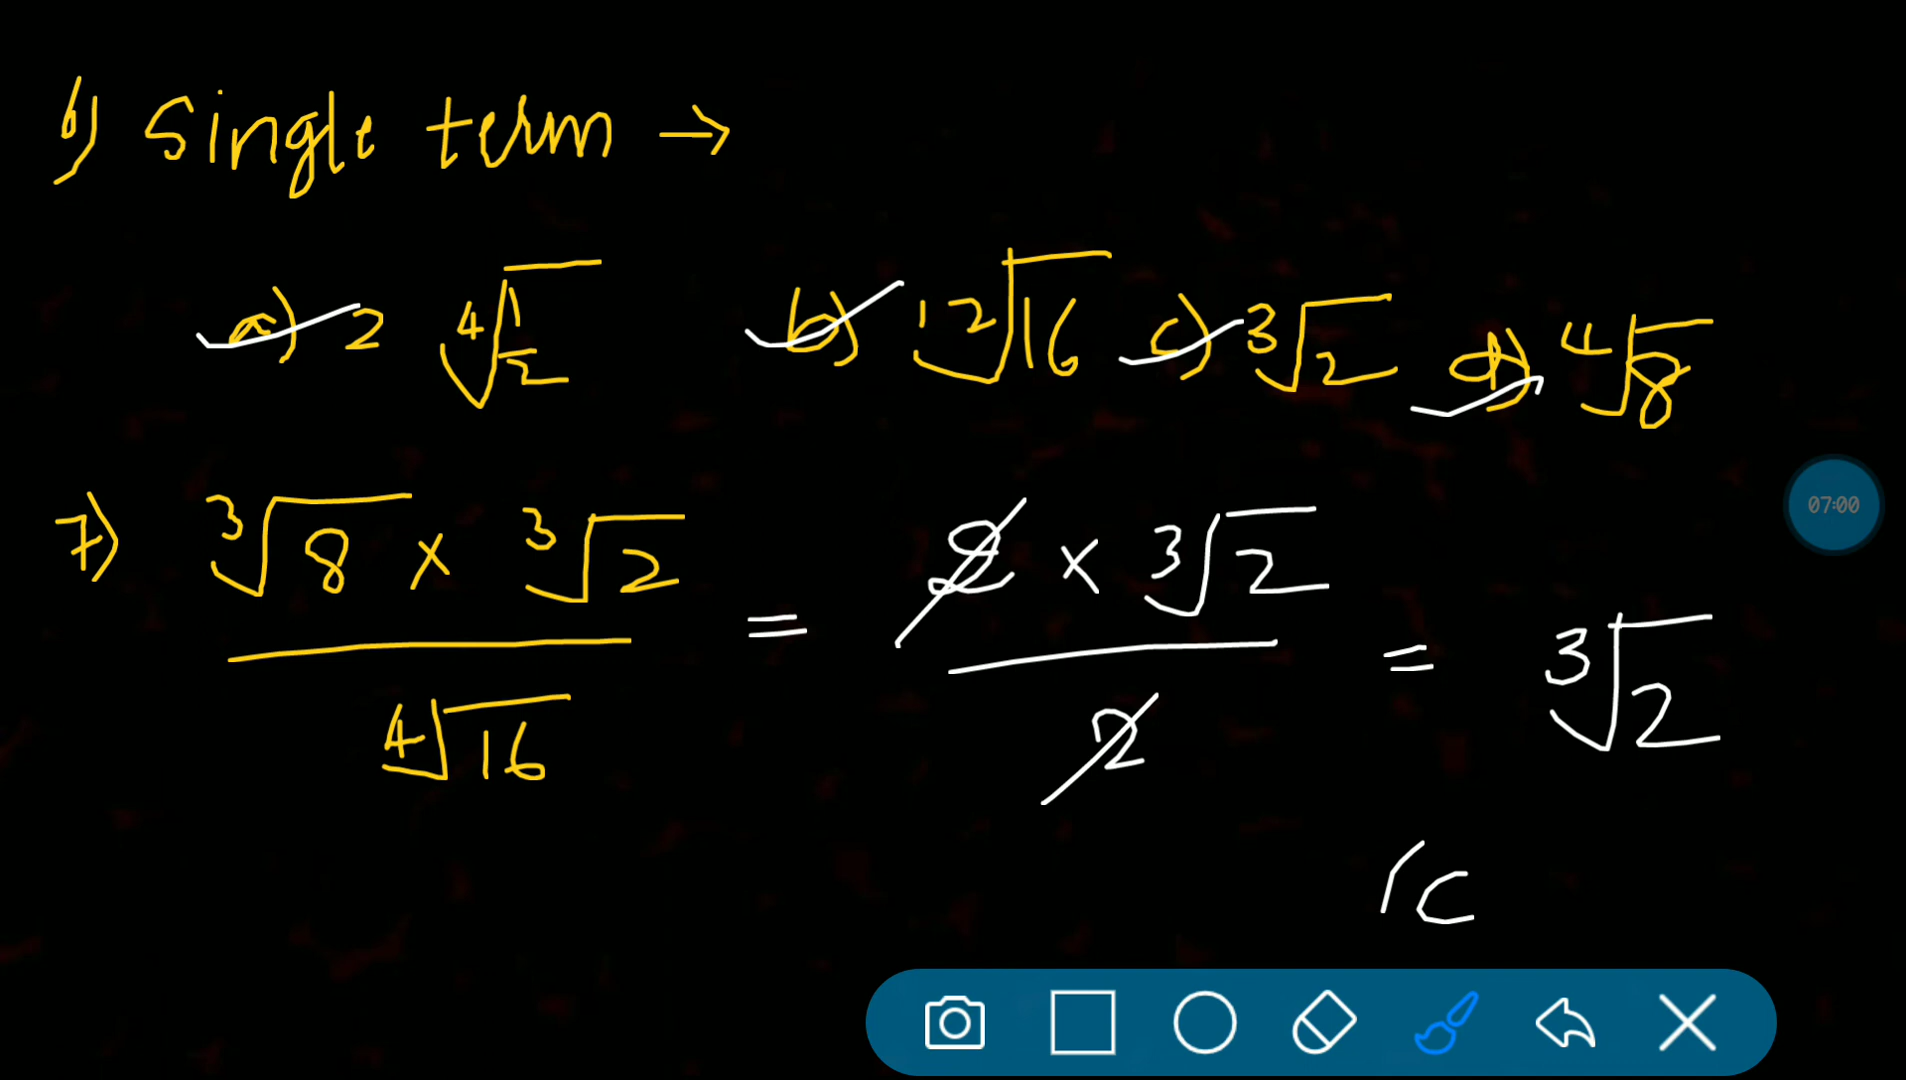 6) Single term →
a) 2 ∜(1/2) b) ¹²√16 c) ³√2 d) ⁴√8
7) (³√8 × ³√2) / ⁴√16 = (2 × ³√2) / 2 = ³√2
07:00